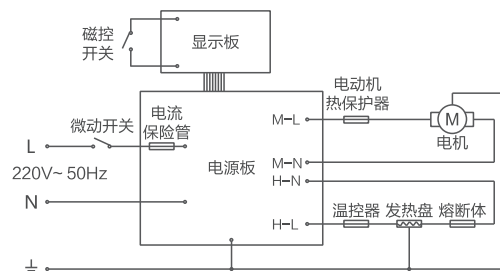 磁控
开关
显示板
电动机
热保护器
电流
保险管
微动开关
M-L
M
电机
L
220V~ 50Hz
电源板
M-N
H-N
N
温控器
发热盘
熔断体
H-L